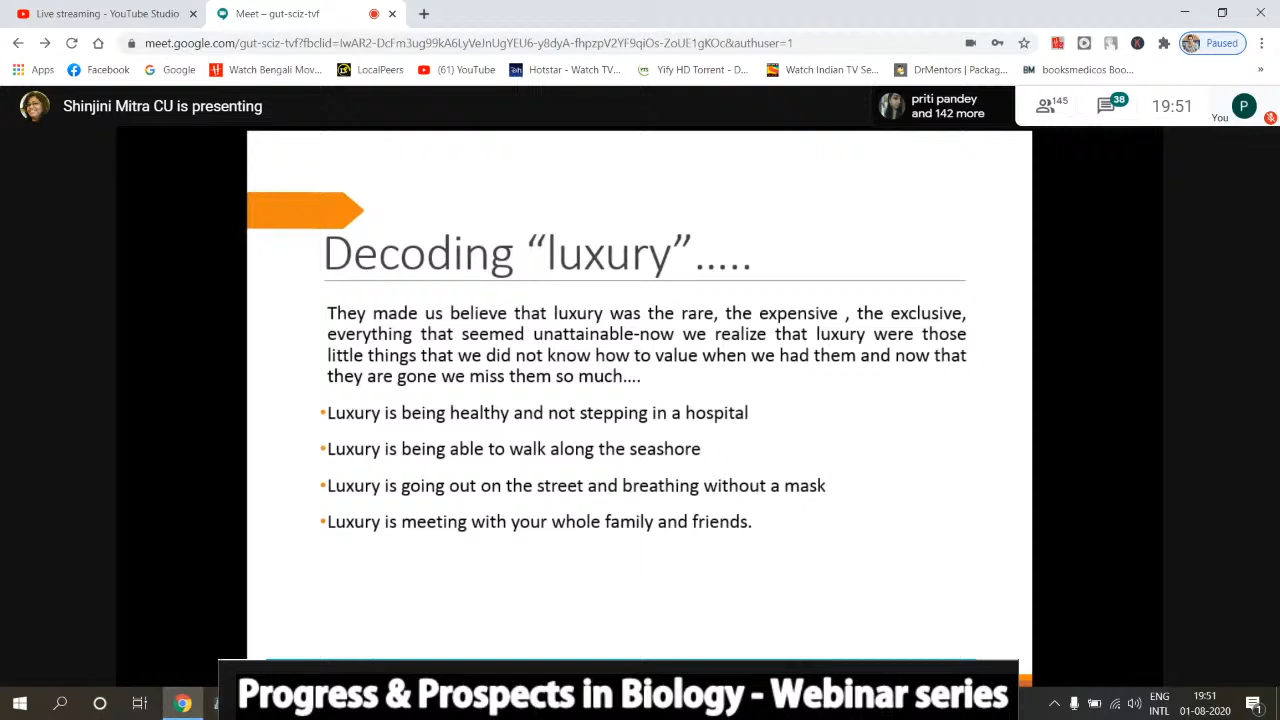 Live streaming - YouTube Studio
Meet – gut-sciz-tvf
meet.google.com/gut-sciz-tvf?fbclid=IwAR2-DcFm3ug99kA6LyVeJnUgTrU6-y8dyA-fhpzpV2YF9qiOs-ZoUE1gKOc&authuser=1
Paused
Apps
Facebook
Google
Watch Bengali Mov...
LocalPeers
(61) YouTube
Hotstar - Watch TV...
Yify HD Torrent - D...
Watch Indian TV Se...
DrMentors | Packag...
BM booksmedicos Boo...
Shinjini Mitra CU is presenting
priti pandey
and 142 more
145
38
19:51
You
P
Decoding “luxury”.....
They made us believe that luxury was the rare, the expensive , the exclusive,
everything that seemed unattainable-now we realize that luxury were those
little things that we did not know how to value when we had them and now that
they are gone we miss them so much....
•Luxury is being healthy and not stepping in a hospital
•Luxury is being able to walk along the seashore
•Luxury is going out on the street and breathing without a mask
•Luxury is meeting with your whole family and friends.
Progress & Prospects in Biology - Webinar series
ENG
INTL
19:51
01-08-2020